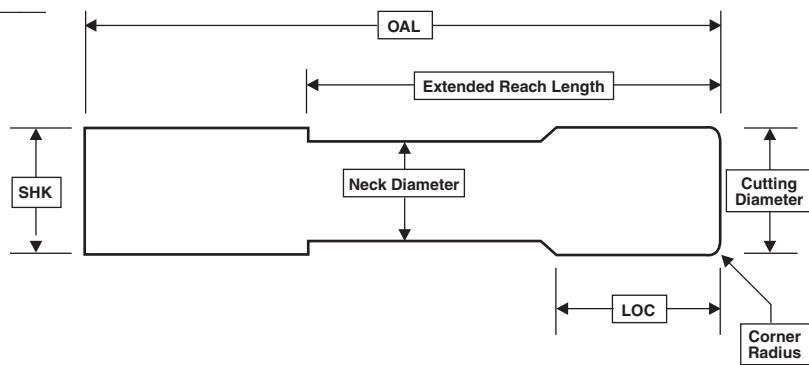 OAL
Extended Reach Length
SHK
Neck Diameter
Cutting
Diameter
LOC
Corner
Radius